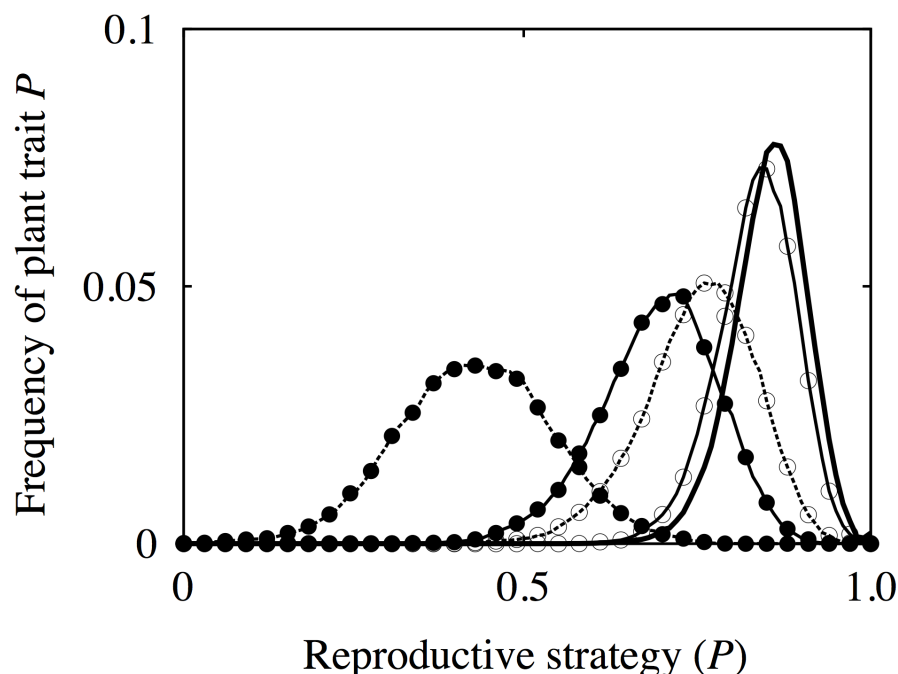 Frequency of plant trait P
0.1
0.05
0
0 0.5 1.0
Reproductive strategy (P)